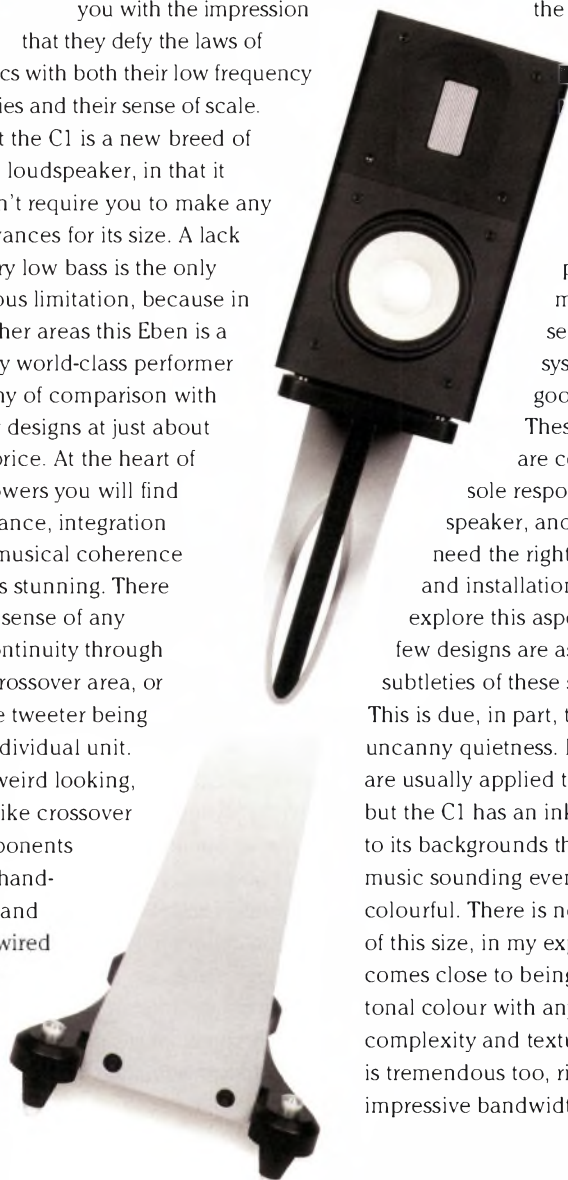 you with the impression
that they defy the laws of
cs with both their low frequency
ies and their sense of scale.
t the C1 is a new breed of
loudspeaker, in that it
n't require you to make any
vances for its size. A lack
ry low bass is the only
ous limitation, because in
her areas this Eben is a
y world-class performer
hy of comparison with
r designs at just about
price. At the heart of
owers you will find
ance, integration
musical coherence
s stunning. There
sense of any
ontinuity through
rossover area, or
e tweeter being
dividual unit.
weird looking,
like crossover
ponents
hand-
and
wired
the
p
m
se
sys
goo
Thes
are co
sole respo
speaker, and
need the right
and installation
explore this aspe
few designs are as
subtleties of these s
This is due, in part, t
uncanny quietness. I
are usually applied t
but the C1 has an ink
to its backgrounds th
music sounding even
colourful. There is no
of this size, in my exp
comes close to being
tonal colour with any
complexity and textu
is tremendous too, ri
impressive bandwidt